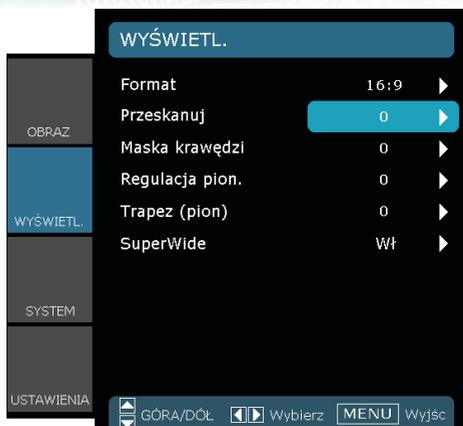 WYŚWIETL.
Format 16:9
Przeskanuj 0
Maska krawędzi 0
Regulacja pion. 0
Trapez (pion) 0
SuperWide Wł
OBRAZ
WYŚWIETL.
SYSTEM
USTAWIENIA
GÓRA/DÓŁ Wybierz MENU Wyjśc